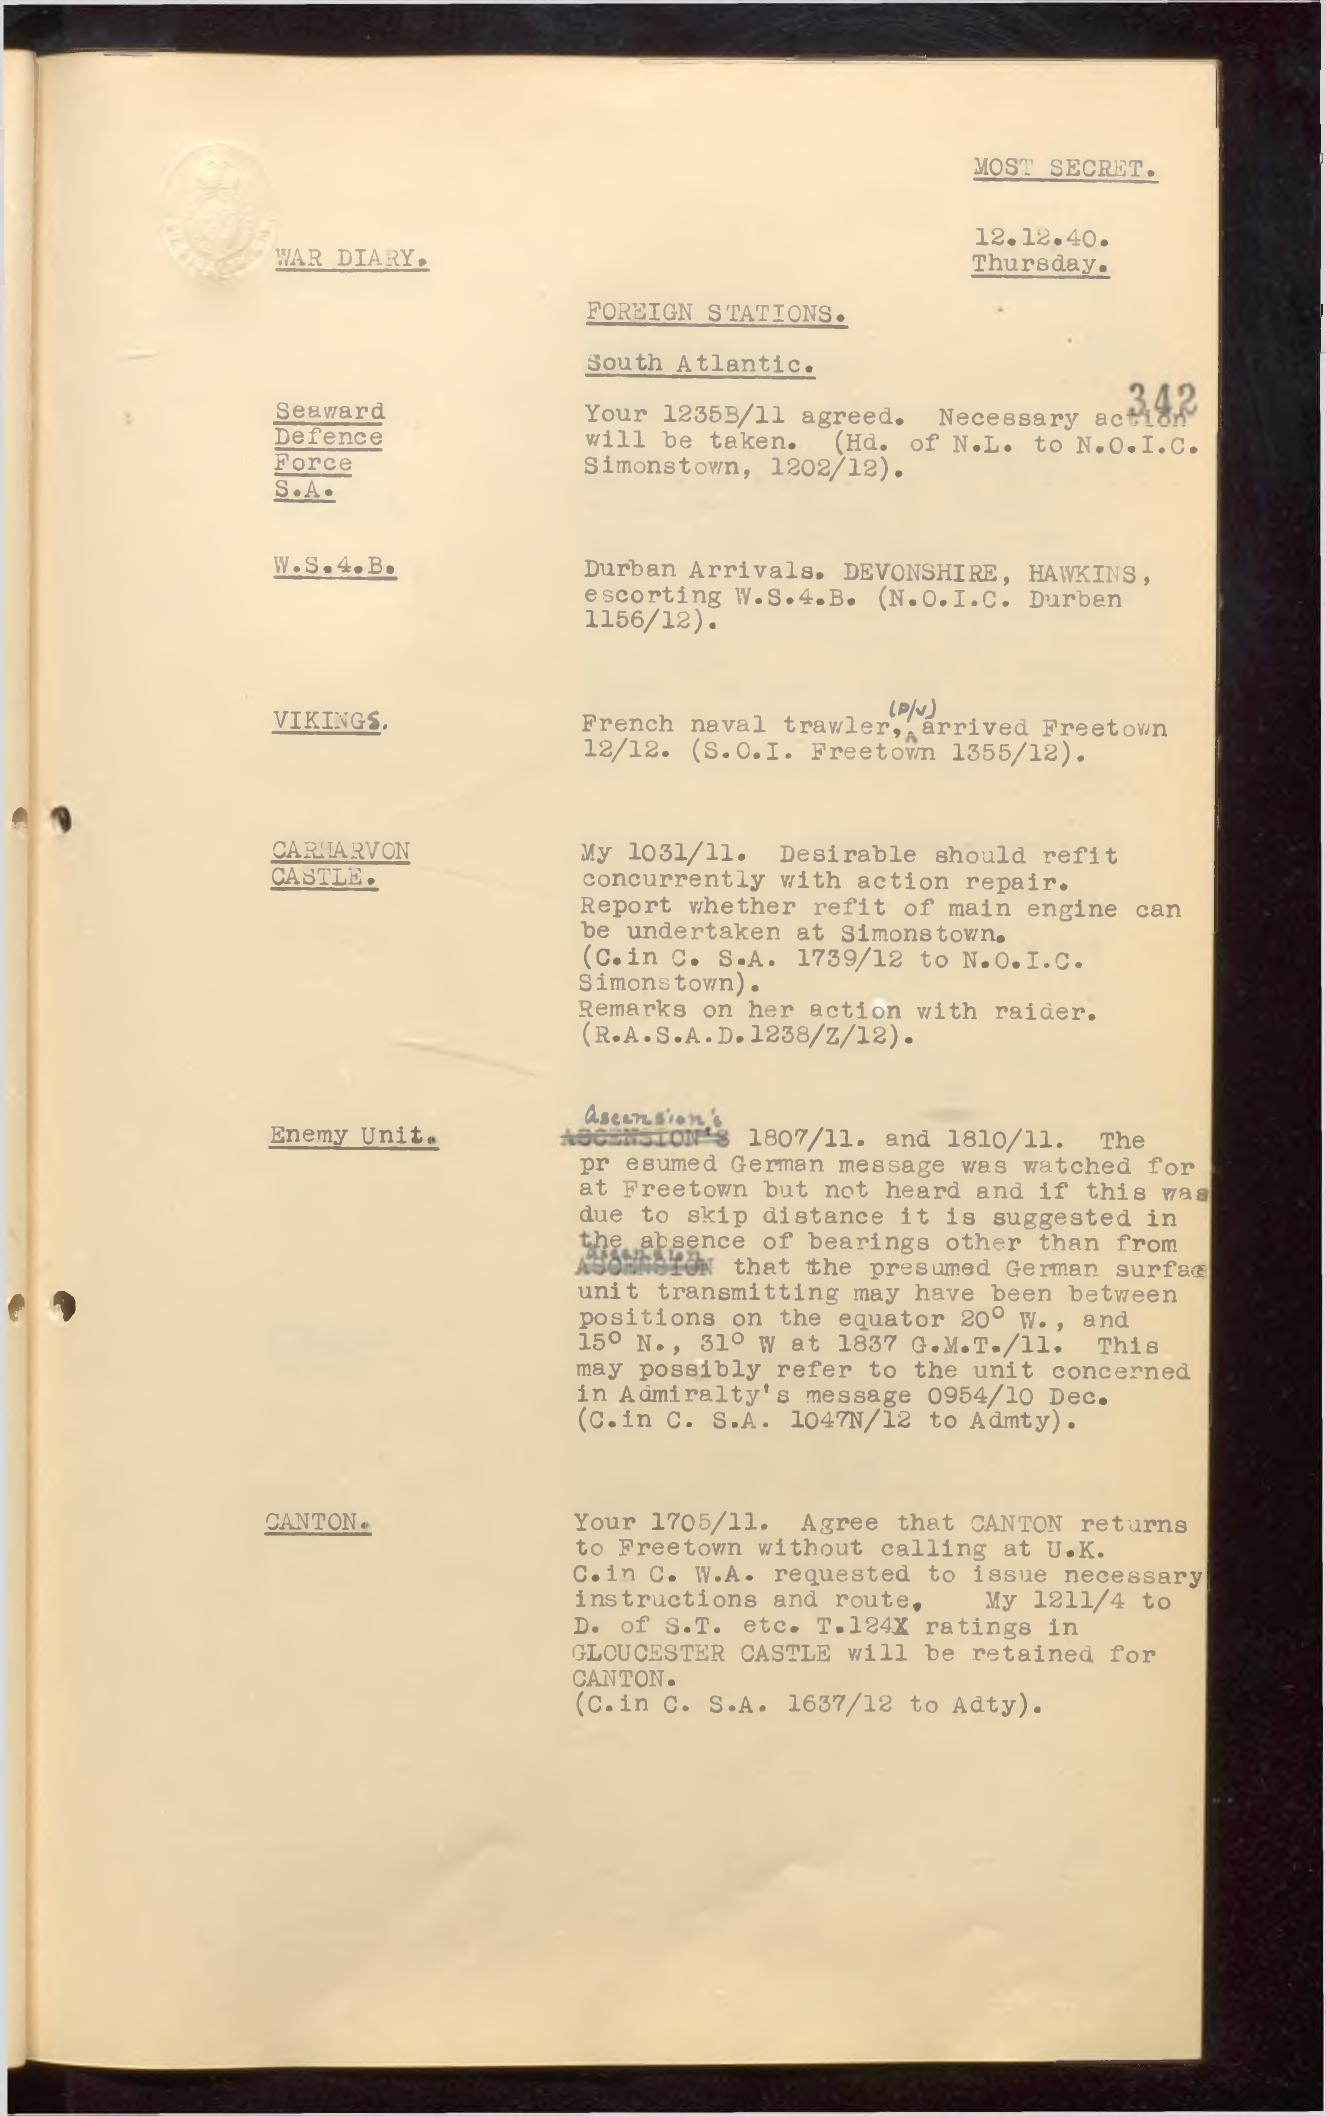 MOST SECRET.
12.12.40.
Thursday.
WAR DIARY.
FOREIGN STATIONS.
South Atlantic.
342
Seaward
Defence
Force
S.A.
Your 1235B/11 agreed. Necessary action
will be taken. (Hd. of N.L. to N.O.I.C.
Simonstown, 1202/12).
W.S.4.B.
Durban Arrivals. DEVONSHIRE, HAWKINS,
escorting W.S.4.B. (N.O.I.C. Durban
1156/12).
VIKINGS.
(P/V)
French naval trawler, arrived Freetown
12/12. (S.O.I. Freetown 1355/12).
CARNARVON
CASTLE.
My 1031/11. Desirable should refit
concurrently with action repair.
Report whether refit of main engine can
be undertaken at Simonstown.
(C.in C. S.A. 1739/12 to N.O.I.C.
Simonstown).
Remarks on her action with raider.
(R.A.S.A.D.1238/Z/12).
Enemy Unit.
Ascension's
ASCENSION'S 1807/11. and 1810/11. The
pr esumed German message was watched for
at Freetown but not heard and if this was
due to skip distance it is suggested in
the absence of bearings other than from
Ascension
ASCENSION that the presumed German surfac
unit transmitting may have been between
positions on the equator 20° W., and
15° N., 31° W at 1837 G.M.T./11. This
may possibly refer to the unit concerned
in Admiralty's message 0954/10 Dec.
(C.in C. S.A. 1047N/12 to Admty).
CANTON.
Your 1705/11. Agree that CANTON returns
to Freetown without calling at U.K.
C.in C. W.A. requested to issue necessary
instructions and route. My 1211/4 to
D. of S.T. etc. T.124X ratings in
GLOUCESTER CASTLE will be retained for
CANTON.
(C.in C. S.A. 1637/12 to Adty).